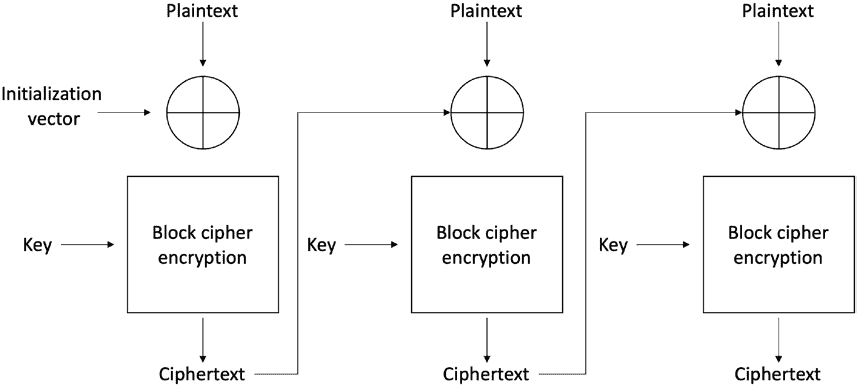 Plaintext
Plaintext
Plaintext
Initialization
vector
Key
Block cipher
encryption
Key
Block cipher
encryption
Key
Block cipher
encryption
Ciphertext
Ciphertext
Ciphertext